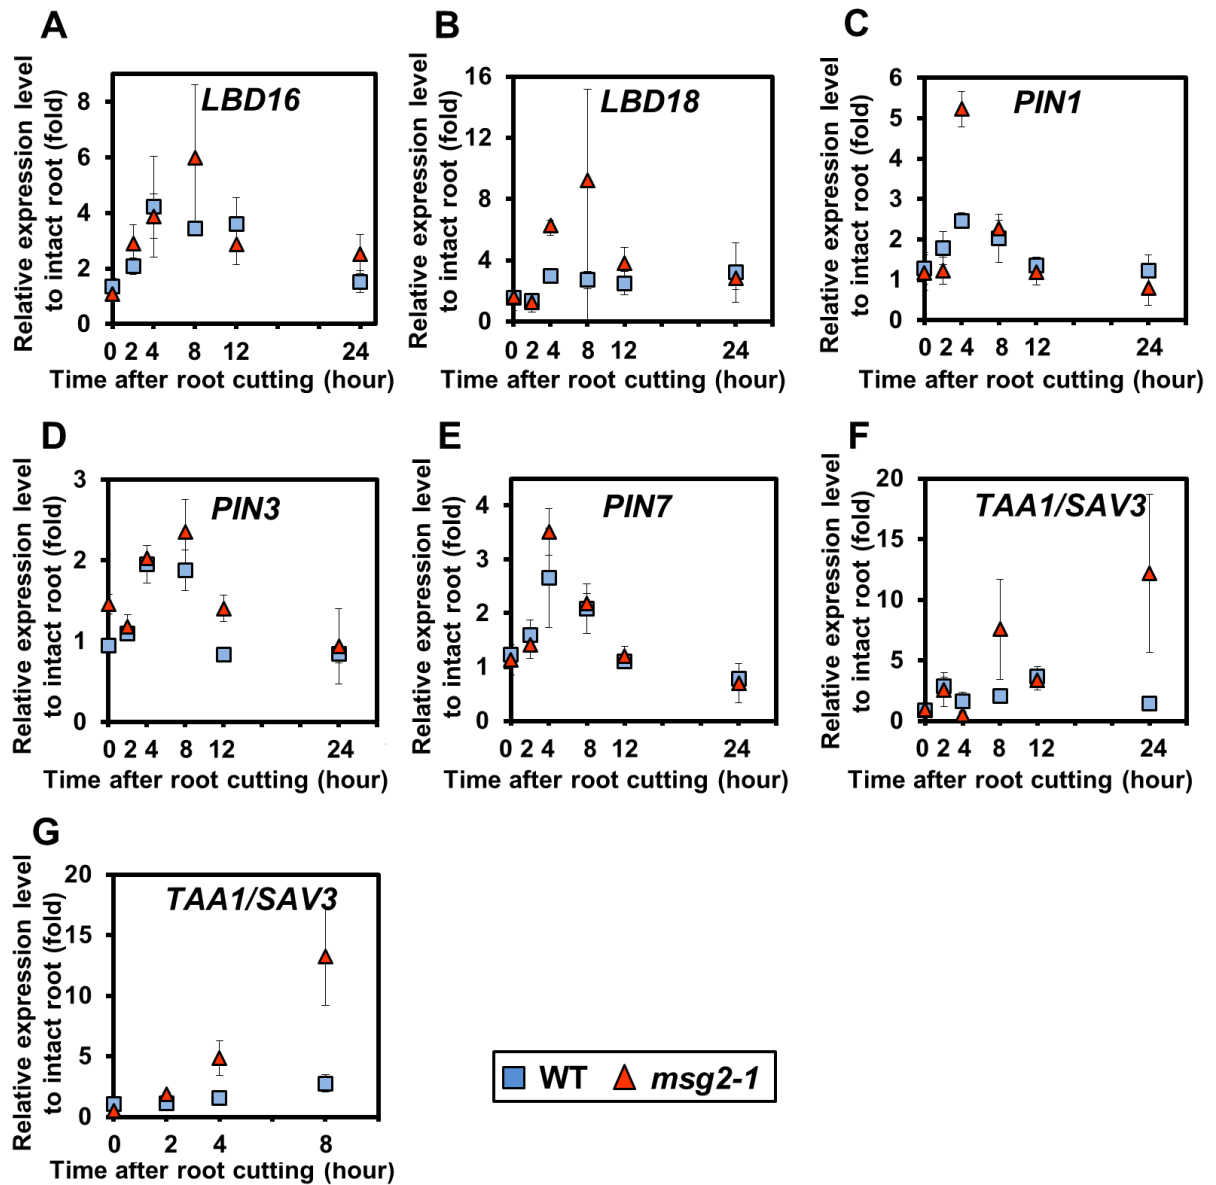 A
Relative expression level
to intact root (fold)
LBD16
8
6
4
2
0
0 2 4 8 12 24
Time after root cutting (hour)
B
Relative expression level
to intact root (fold)
LBD18
16
12
8
4
0
0 2 4 8 12 24
Time after root cutting (hour)
C
Relative expression level
to intact root (fold)
PIN1
6
5
4
3
2
1
0
0 2 4 8 12 24
Time after root cutting (hour)
D
Relative expression level
to intact root (fold)
PIN3
3
2
1
0
0 2 4 8 12 24
Time after root cutting (hour)
E
Relative expression level
to intact root (fold)
PIN7
4
3
2
1
0
0 2 4 8 12 24
Time after root cutting (hour)
F
Relative expression level
to intact root (fold)
TAA1/SAV3
20
15
10
5
0
0 2 4 8 12 24
Time after root cutting (hour)
G
Relative expression level
to intact root (fold)
TAA1/SAV3
20
15
10
5
0
0 2 4 8
Time after root cutting (hour)
WT msg2-1